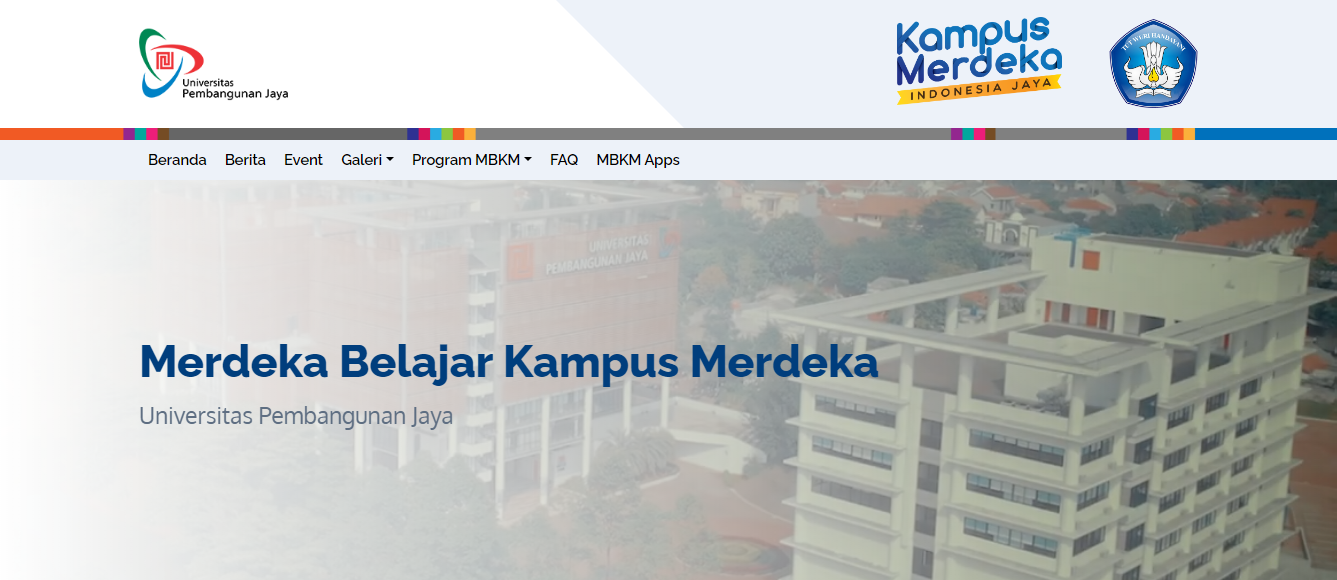 Universitas
Pembangunan Jaya
Kampus
Merdeka
INDONESIA JAYA
TUT WURI HANDAYANI
Beranda Berita Event Galeri Program MBKM FAQ MBKM Apps
UNIVERSITAS
PEMBANGUNAN JAYA
Merdeka Belajar Kampus Merdeka
Universitas Pembangunan Jaya